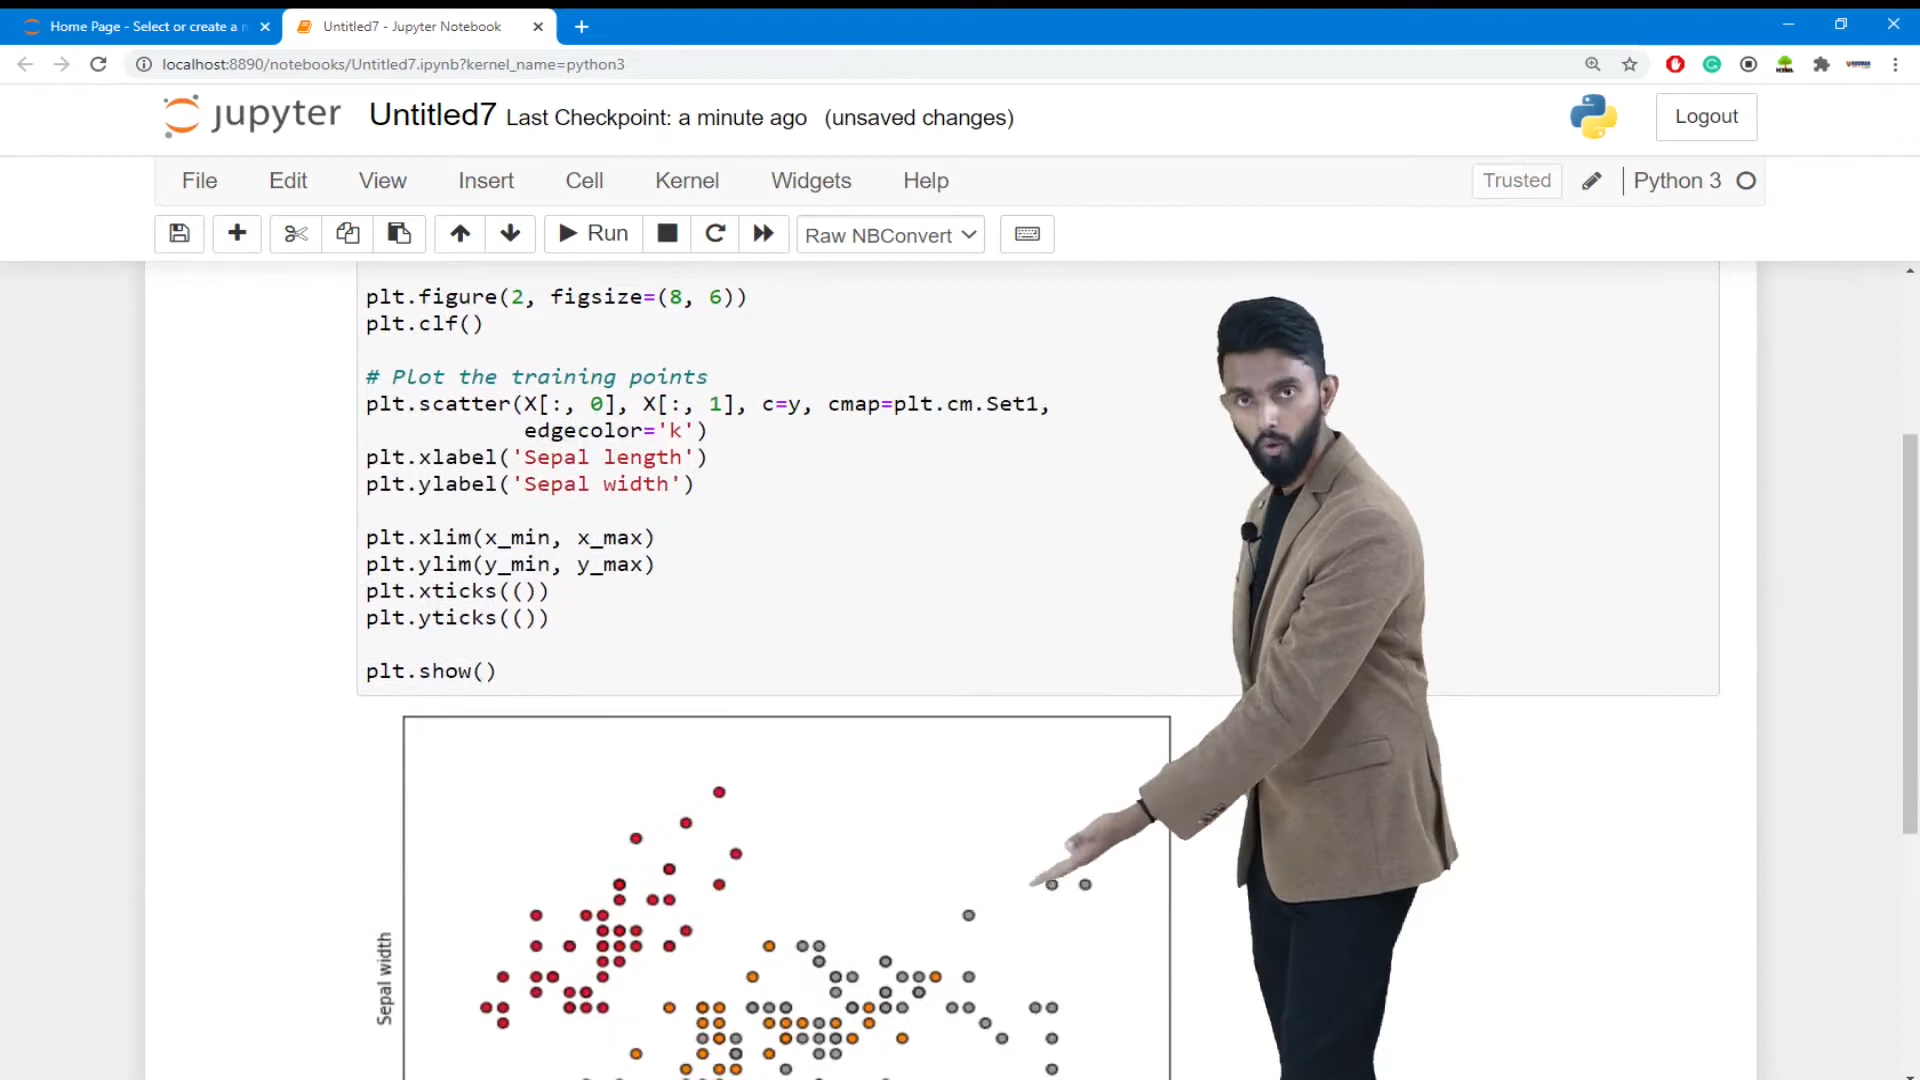 Home Page - Select or create a n
Untitled7 - Jupyter Notebook
localhost:8890/notebooks/Untitled7.ipynb?kernel_name=python3
jupyter Untitled7 Last Checkpoint: a minute ago (unsaved changes)
Logout
File Edit View Insert Cell Kernel Widgets Help
Trusted Python 3
Run Raw NBConvert
plt.figure(2, figsize=(8, 6))
plt.clf()
# Plot the training points
plt.scatter(X[:, 0], X[:, 1], c=y, cmap=plt.cm.Set1,
edgecolor='k')
plt.xlabel('Sepal length')
plt.ylabel('Sepal width')
plt.xlim(x_min, x_max)
plt.ylim(y_min, y_max)
plt.xticks(())
plt.yticks(())
plt.show()
Sepal width